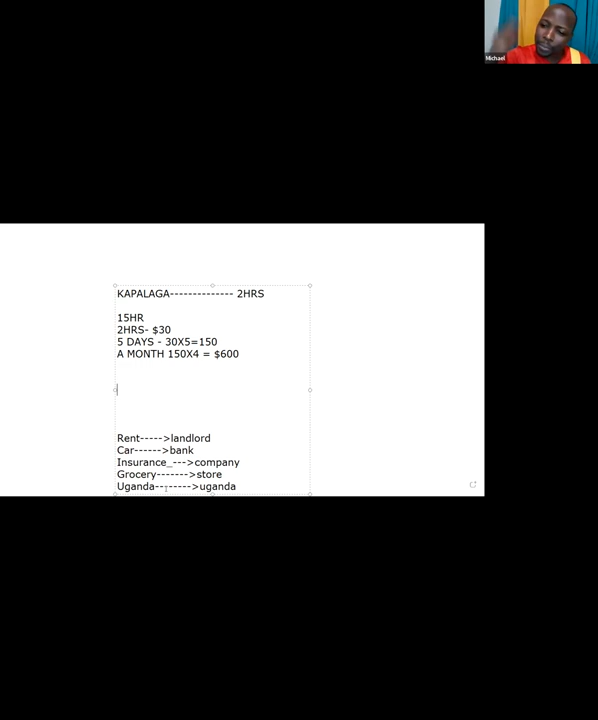 Michael
KAPALAGA-------------- 2HRS
15HR
2HRS- $30
5 DAYS - 30X5=150
A MONTH 150X4 = $600
Rent----->landlord
Car------>bank
Insurance_--->company
Grocery------->store
Uganda-------->uganda